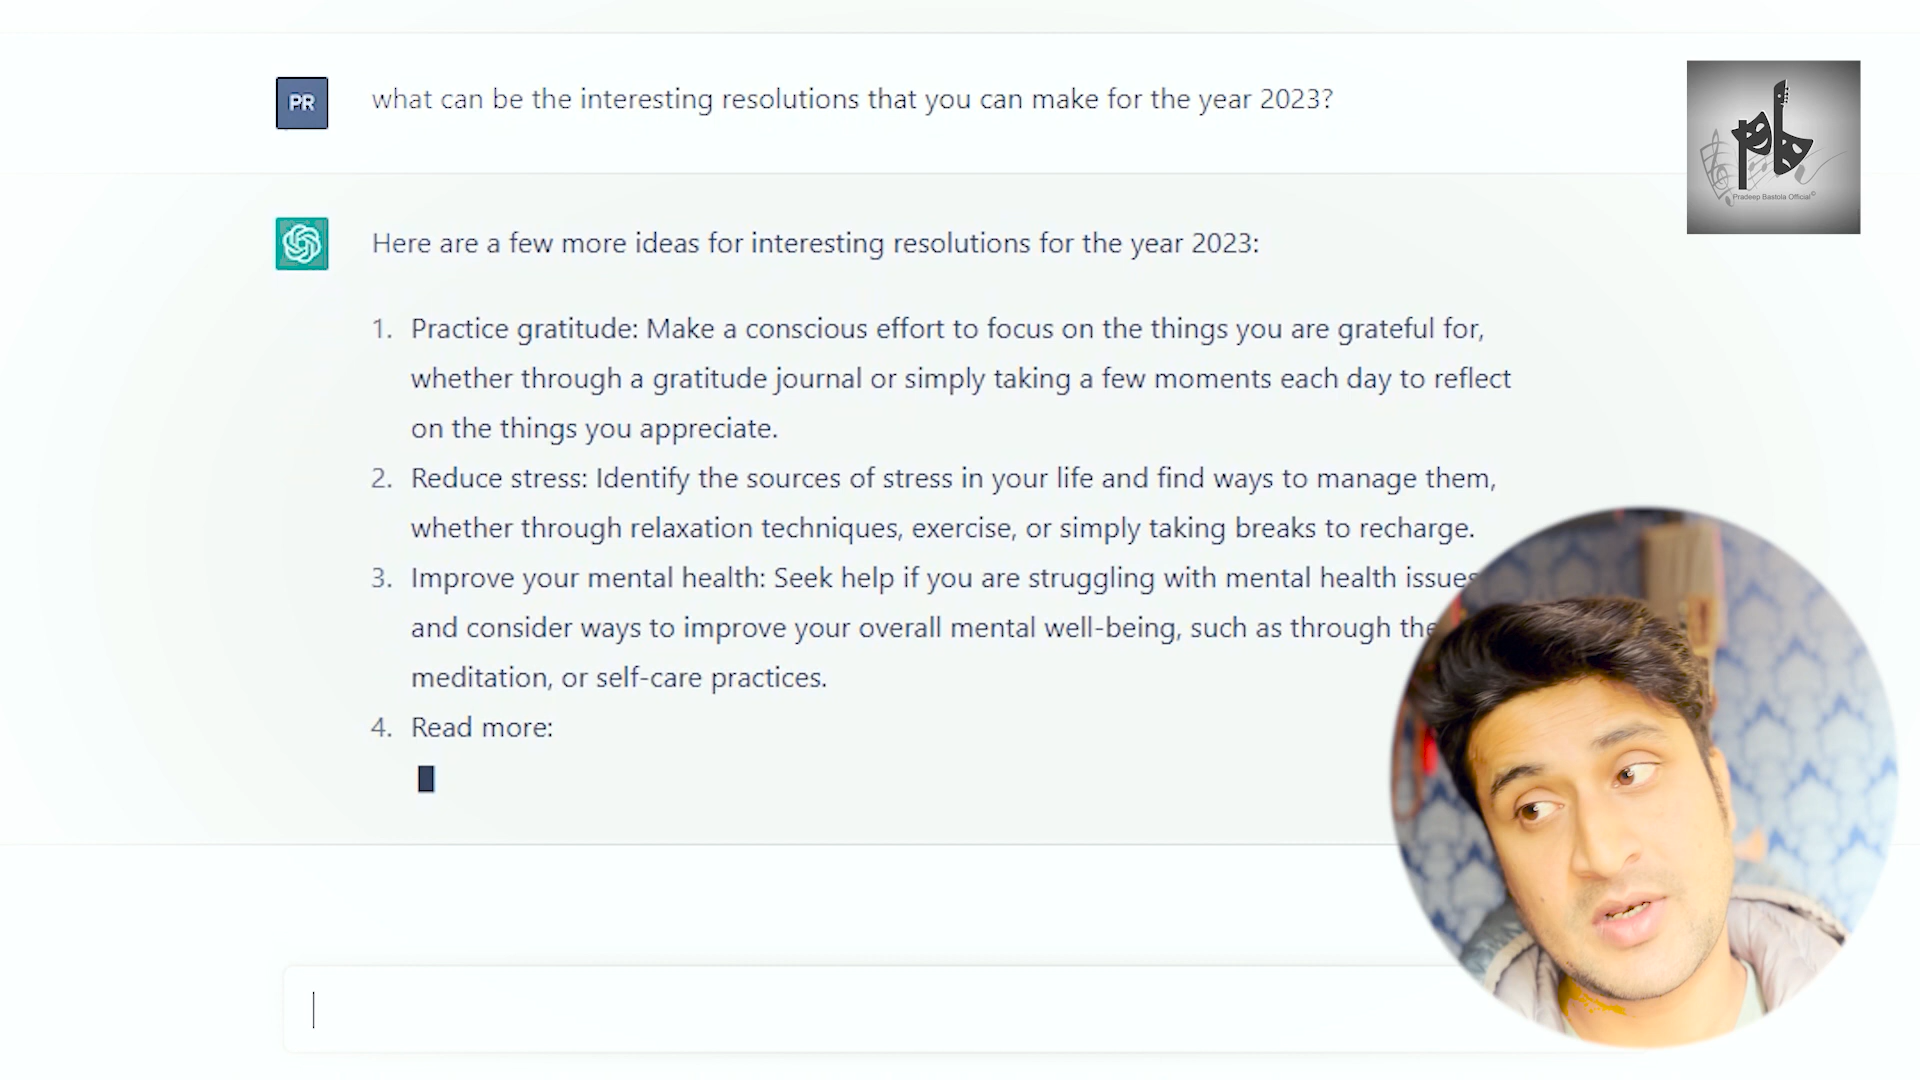 PR
what can be the interesting resolutions that you can make for the year 2023?
pb
Pradeep Bastola Official©
Here are a few more ideas for interesting resolutions for the year 2023:
1. Practice gratitude: Make a conscious effort to focus on the things you are grateful for,
whether through a gratitude journal or simply taking a few moments each day to reflect
on the things you appreciate.
2. Reduce stress: Identify the sources of stress in your life and find ways to manage them,
whether through relaxation techniques, exercise, or simply taking breaks to recharge.
3. Improve your mental health: Seek help if you are struggling with mental health issues
and consider ways to improve your overall mental well-being, such as through
meditation, or self-care practices.
4. Read more: